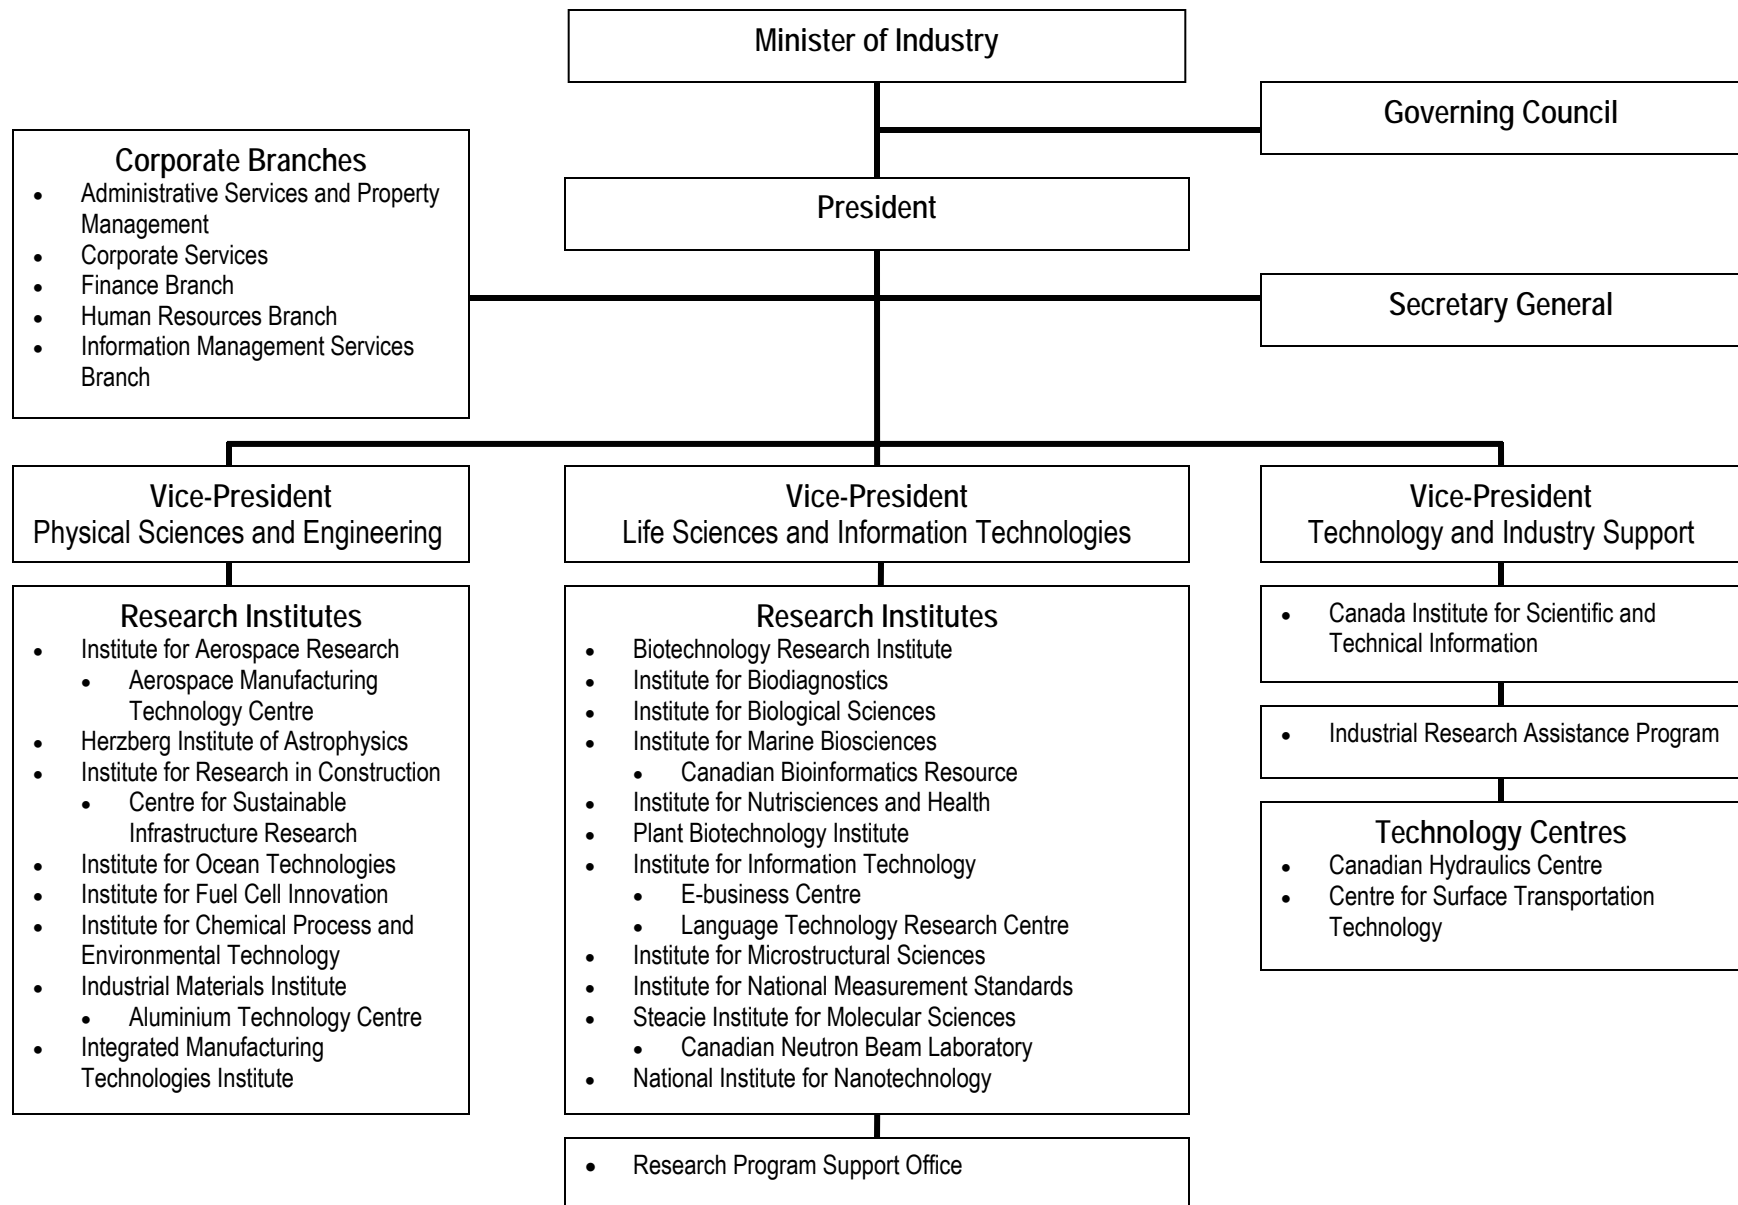 Minister of Industry
Governing Council
Corporate Branches
• Administrative Services and Property
Management
• Corporate Services
• Finance Branch
• Human Resources Branch
• Information Management Services
Branch
President
Secretary General
Vice-President
Physical Sciences and Engineering
Vice-President
Life Sciences and Information Technologies
Vice-President
Technology and Industry Support
Research Institutes
• Institute for Aerospace Research
• Aerospace Manufacturing
Technology Centre
• Herzberg Institute of Astrophysics
• Institute for Research in Construction
• Centre for Sustainable
Infrastructure Research
• Institute for Ocean Technologies
• Institute for Fuel Cell Innovation
• Institute for Chemical Process and
Environmental Technology
• Industrial Materials Institute
• Aluminium Technology Centre
• Integrated Manufacturing
Technologies Institute
Research Institutes
• Biotechnology Research Institute
• Institute for Biodiagnostics
• Institute for Biological Sciences
• Institute for Marine Biosciences
• Canadian Bioinformatics Resource
• Institute for Nutrisciences and Health
• Plant Biotechnology Institute
• Institute for Information Technology
• E-business Centre
• Language Technology Research Centre
• Institute for Microstructural Sciences
• Institute for National Measurement Standards
• Steacie Institute for Molecular Sciences
• Canadian Neutron Beam Laboratory
• National Institute for Nanotechnology
• Research Program Support Office
• Canada Institute for Scientific and
Technical Information
• Industrial Research Assistance Program
Technology Centres
• Canadian Hydraulics Centre
• Centre for Surface Transportation
Technology